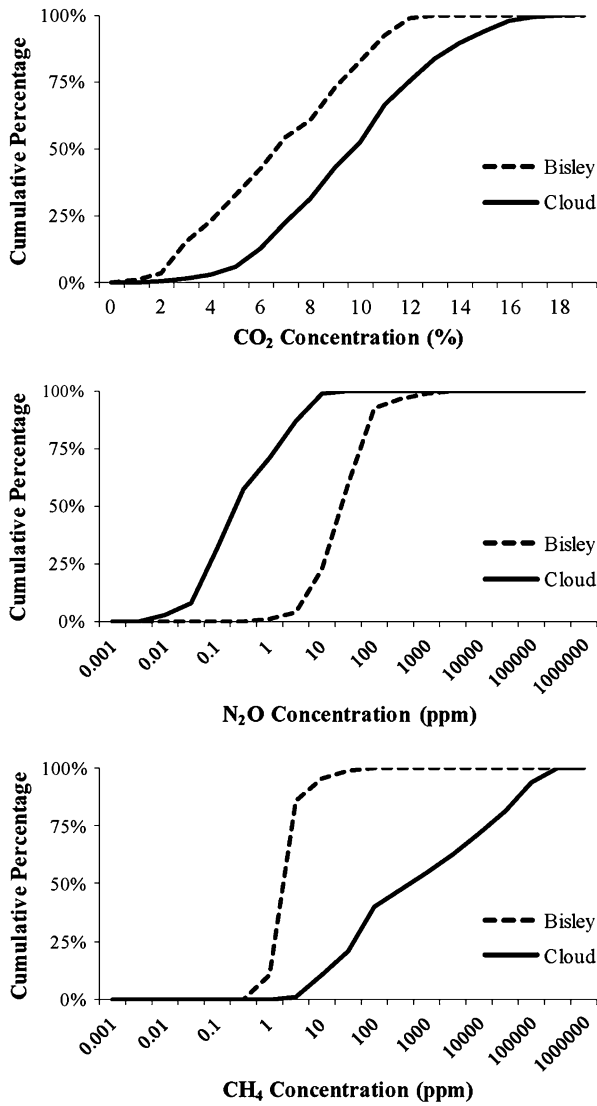 Cumulative Percentage
100%
75%
50%
25%
0%
Bisley
Cloud
0 2 4 6 8 10 12 14 16 18
CO₂ Concentration (%)
Cumulative Percentage
100%
75%
50%
25%
0%
Bisley
Cloud
0.001 0.01 0.1 1 10 100 1000 10000 100000 1000000
N₂O Concentration (ppm)
Cumulative Percentage
100%
75%
50%
25%
0%
Bisley
Cloud
0.001 0.01 0.1 1 10 100 1000 10000 100000 1000000
CH₄ Concentration (ppm)